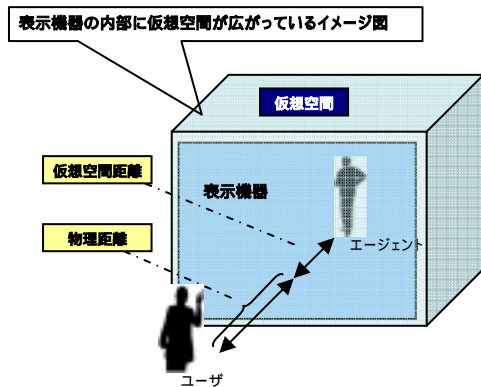 表示機器の内部に仮想空間が広がっているイメージ図
仮想空間
仮想空間距離
表示機器
エージェント
物理距離
ユーザ